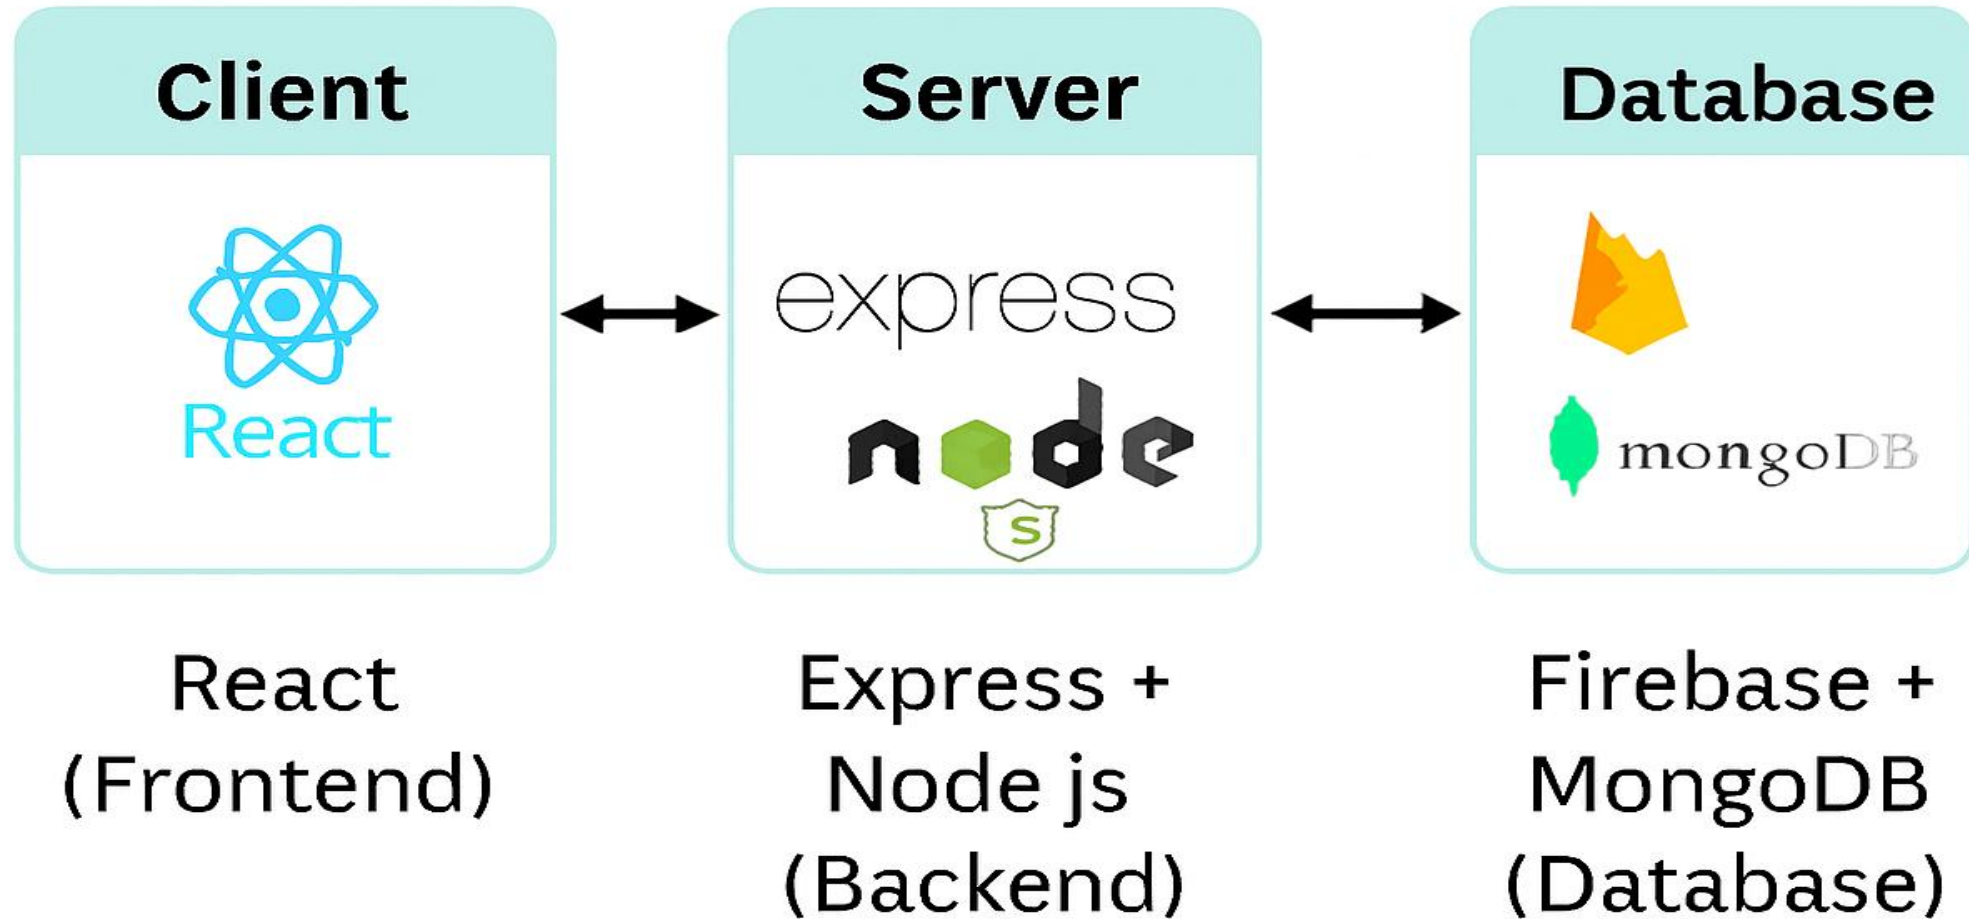 Client
React
React
(Frontend)
Server
express
node
S
Express +
Node js
(Backend)
Database
mongoDB
Firebase +
MongoDB
(Database)